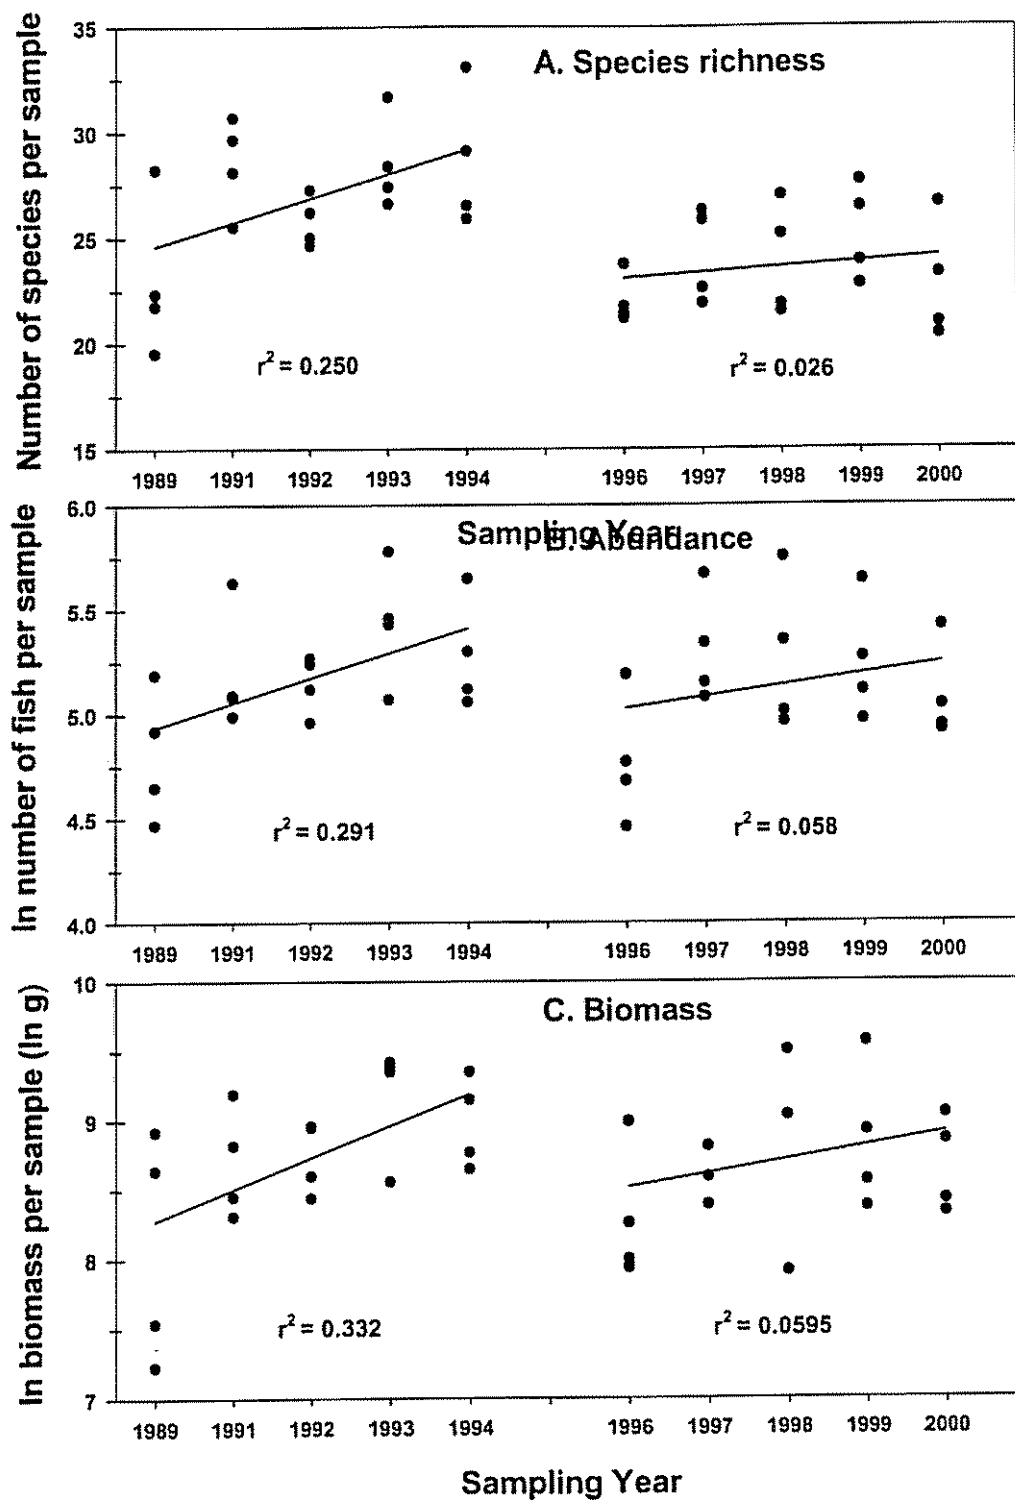 Number of species per sample
35
30
25
20
15
A. Species richness
r² = 0.250
r² = 0.026
1989 1991 1992 1993 1994 1996 1997 1998 1999 2000
Sampling Year
ln number of fish per sample
6.0
5.5
5.0
4.5
4.0
B. Abundance
r² = 0.291
r² = 0.058
1989 1991 1992 1993 1994 1996 1997 1998 1999 2000
ln biomass per sample (ln g)
10
9
8
7
C. Biomass
r² = 0.332
r² = 0.0595
1989 1991 1992 1993 1994 1996 1997 1998 1999 2000
Sampling Year